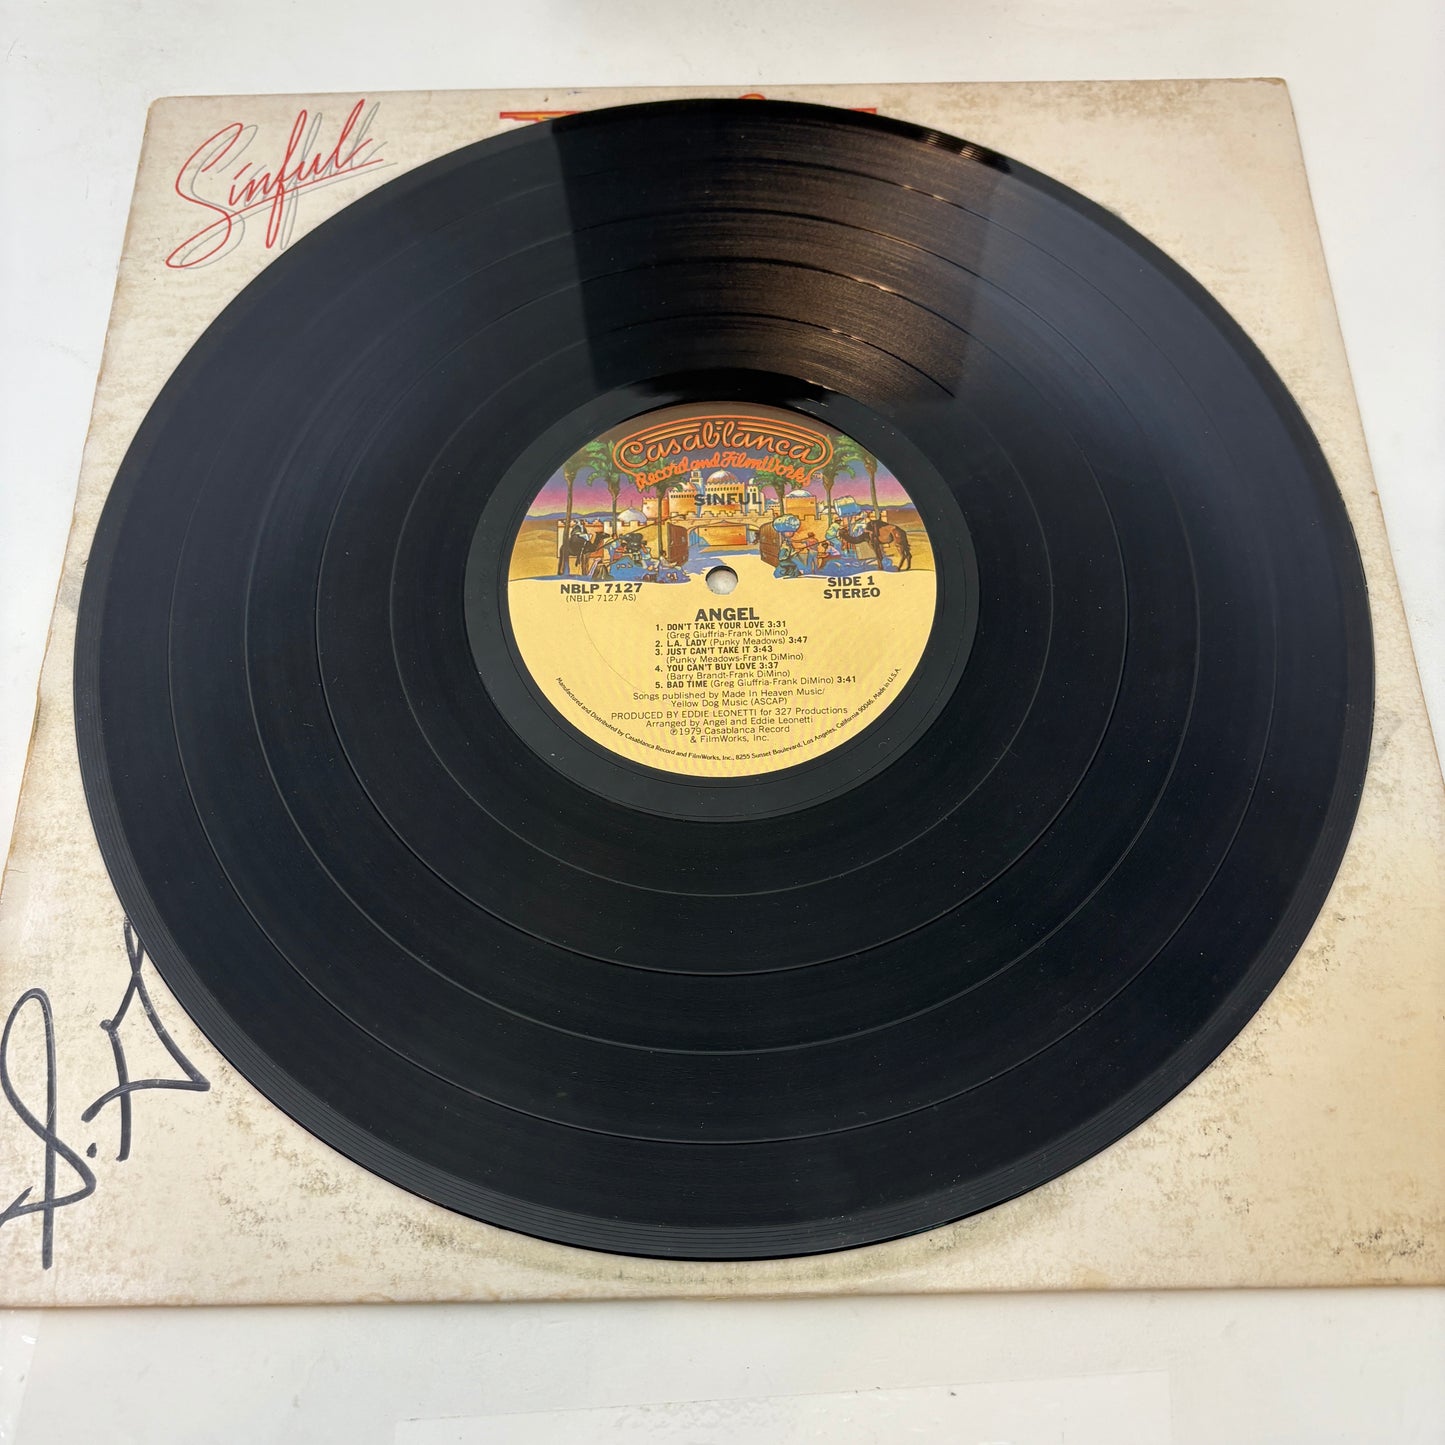 Sinful
Casablanca
Record and FilmWorks
SINFUL
NBLP 7127
(NBLP 7127 AS)
SIDE 1
STEREO
ANGEL
1. DON'T TAKE YOUR LOVE 3:31
(Greg Giuffria-Frank DiMino)
2. L.A. LADY (Punky Meadows) 3:47
3. JUST CAN'T TAKE IT 3:43
(Punky Meadows-Frank DiMino)
4. YOU CAN'T BUY LOVE 3:37
(Barry Brandt-Frank DiMino)
5. BAD TIME (Greg Giuffria-Frank DiMino) 3:41
Songs published by Made In Heaven Music/
Yellow Dog Music (ASCAP)
PRODUCED BY EDDIE LEONETTI for 327 Productions
Arranged by Angel and Eddie Leonetti
℗1979 Casablanca Record
& FilmWorks, Inc.
Manufactured and Distributed by Casablanca Record and FilmWorks, Inc., 8255 Sunset Boulevard, Los Angeles, California 90046. Made in U.S.A.